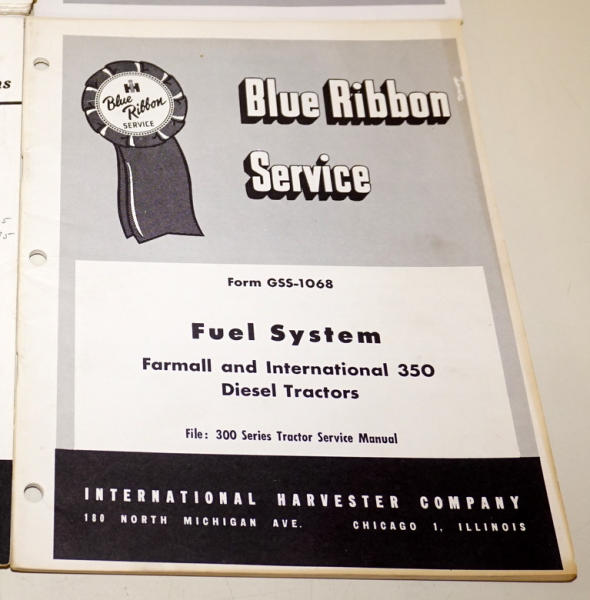 IH
Blue
Ribbon
SERVICE
Blue Ribbon
Service
Form GSS-1068
Fuel System
Farmall and International 350
Diesel Tractors
File: 300 Series Tractor Service Manual
INTERNATIONAL HARVESTER COMPANY
180 NORTH MICHIGAN AVE. CHICAGO 1, ILLINOIS